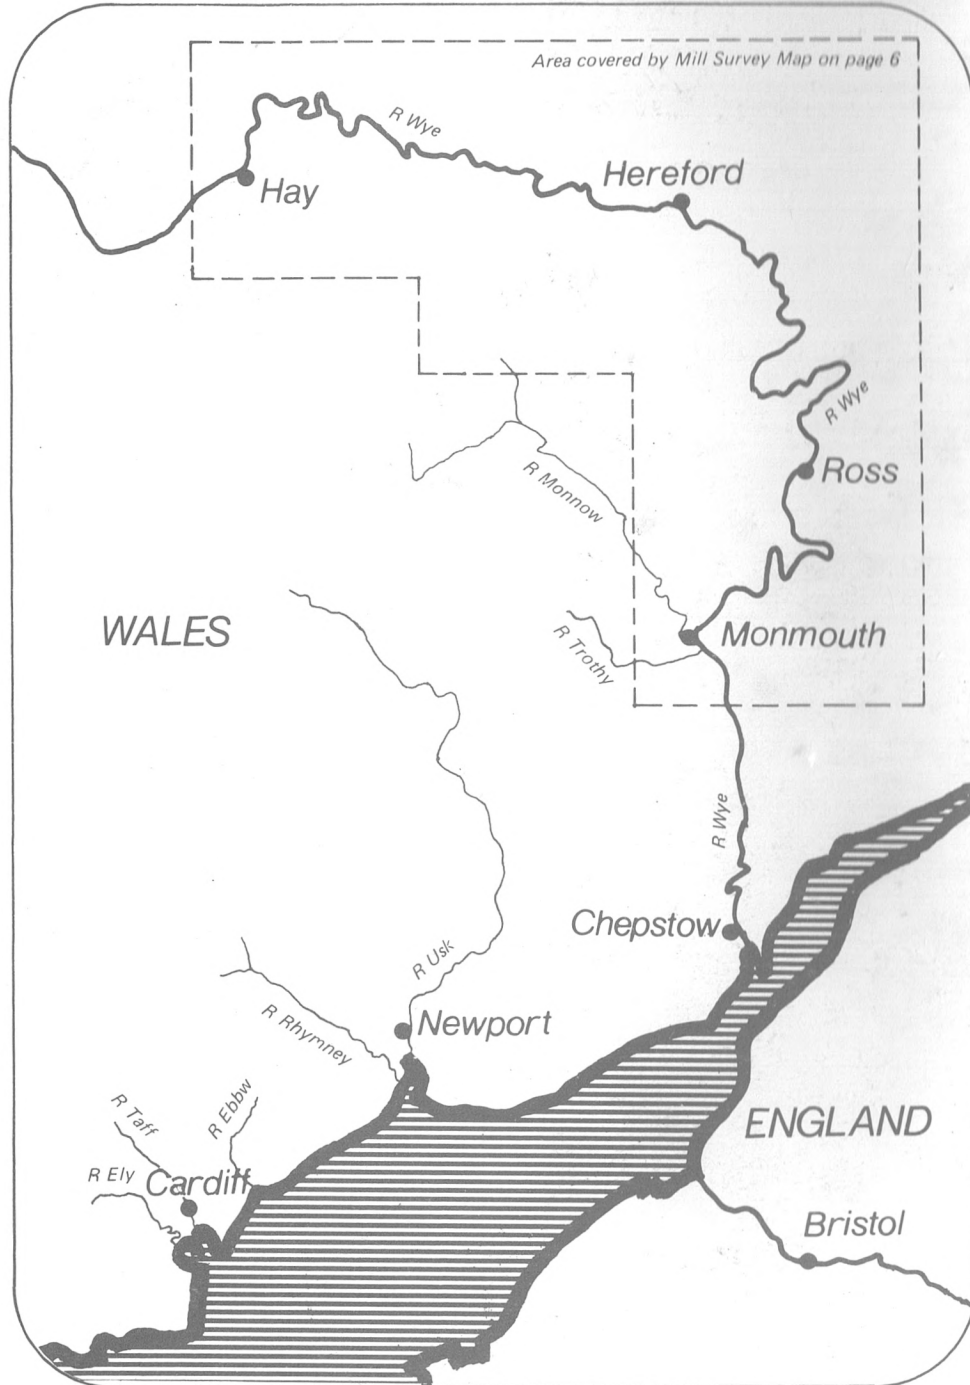 Area covered by Mill Survey Map on page 6
R Wye
Hereford
Hay
R Wye
Ross
R Monnow
WALES
Monmouth
R Trothy
R Wye
Chepstow
R Usk
Newport
R Rhymney
R Ebbw
R Taff
ENGLAND
R Ely
Cardiff
Bristol